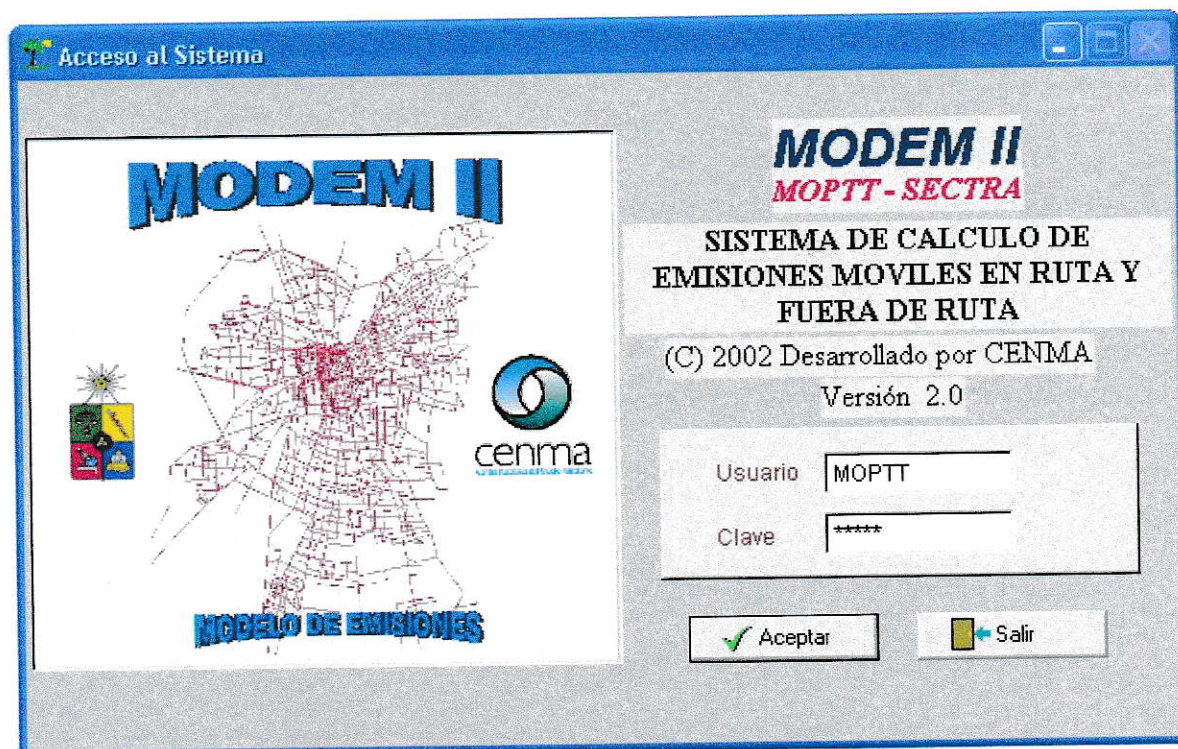 Acceso al Sistema
MODEM II
cenma
MODELO DE EMISIONES
MODEM II
MOPTT - SECTRA
SISTEMA DE CALCULO DE
EMISIONES MOVILES EN RUTA Y
FUERA DE RUTA
(C) 2002 Desarrollado por CENMA
Versión 2.0
Usuario MOPTT
Clave *****
Aceptar Salir